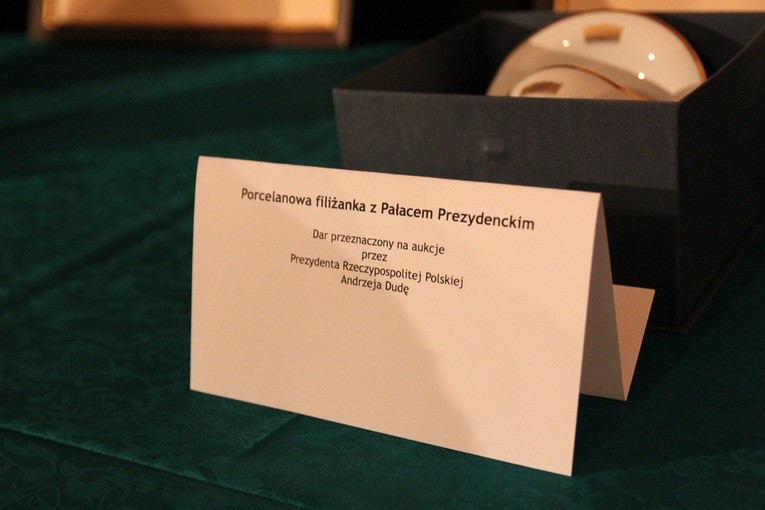 Porcelanowa filiżanka z Pałacem Prezydenckim
Dar przeznaczony na aukcje
przez
Prezydenta Rzeczypospolitej Polskiej
Andrzeja Dudę